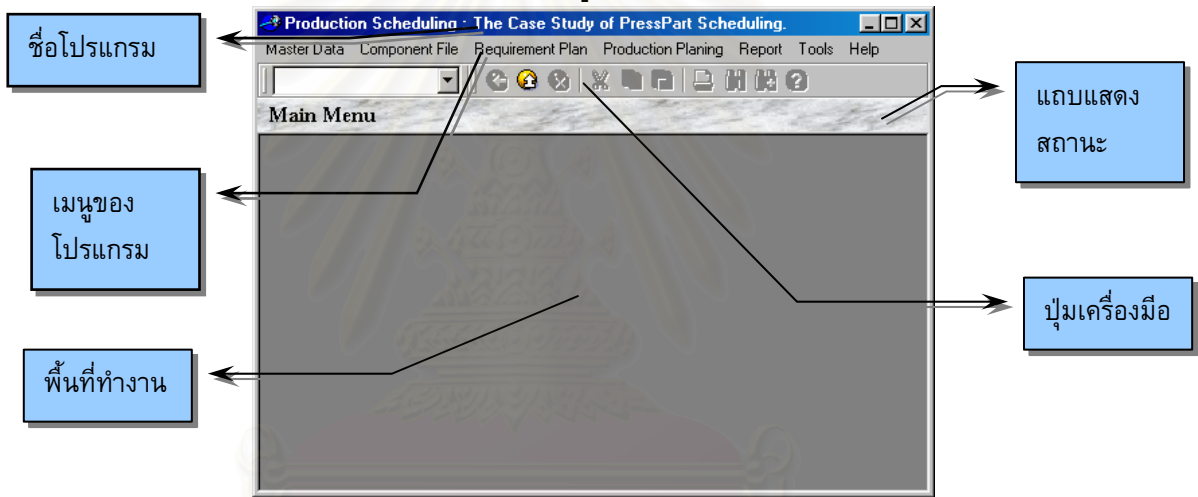 ชื่อโปรแกรม
Production Scheduling : The Case Study of PressPart Scheduling.
Master Data Component File Requirement Plan Production Planing Report Tools Help
Main Menu
แถบแสดง
สถานะ
เมนูของ
โปรแกรม
ปุ่มเครื่องมือ
พื้นที่ทำงาน